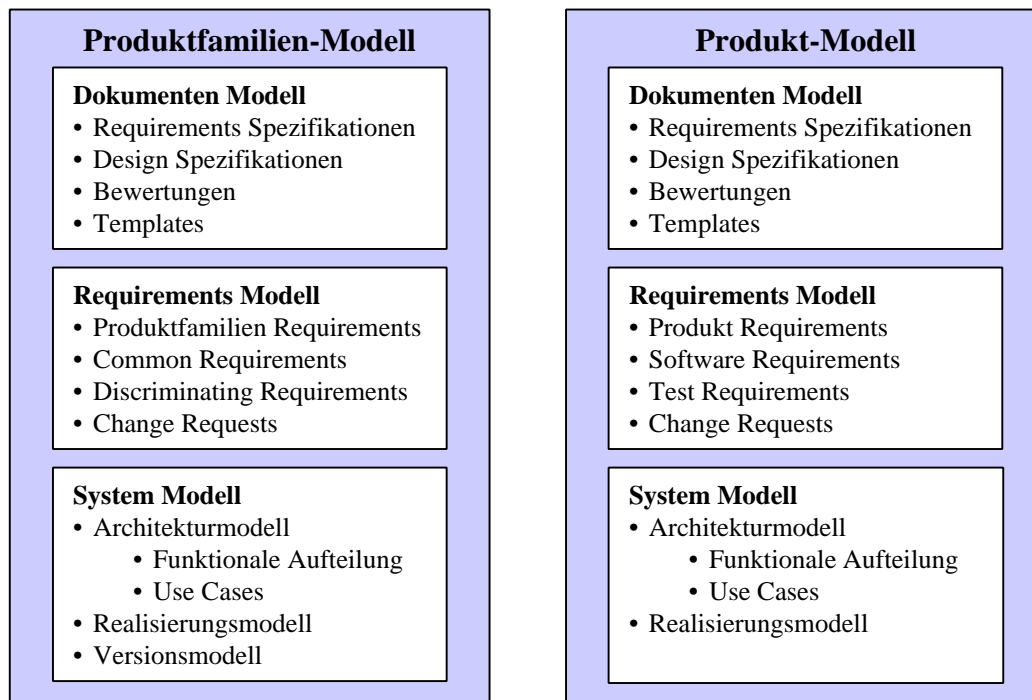 Produktfamilien-Modell
Dokumenten Modell
• Requirements Spezifikationen
• Design Spezifikationen
• Bewertungen
• Templates
Requirements Modell
• Produktfamilien Requirements
• Common Requirements
• Discriminating Requirements
• Change Requests
System Modell
• Architekturmodell
• Funktionale Aufteilung
• Use Cases
• Realisierungsmodell
• Versionsmodell
Produkt-Modell
Dokumenten Modell
• Requirements Spezifikationen
• Design Spezifikationen
• Bewertungen
• Templates
Requirements Modell
• Produkt Requirements
• Software Requirements
• Test Requirements
• Change Requests
System Modell
• Architekturmodell
• Funktionale Aufteilung
• Use Cases
• Realisierungsmodell